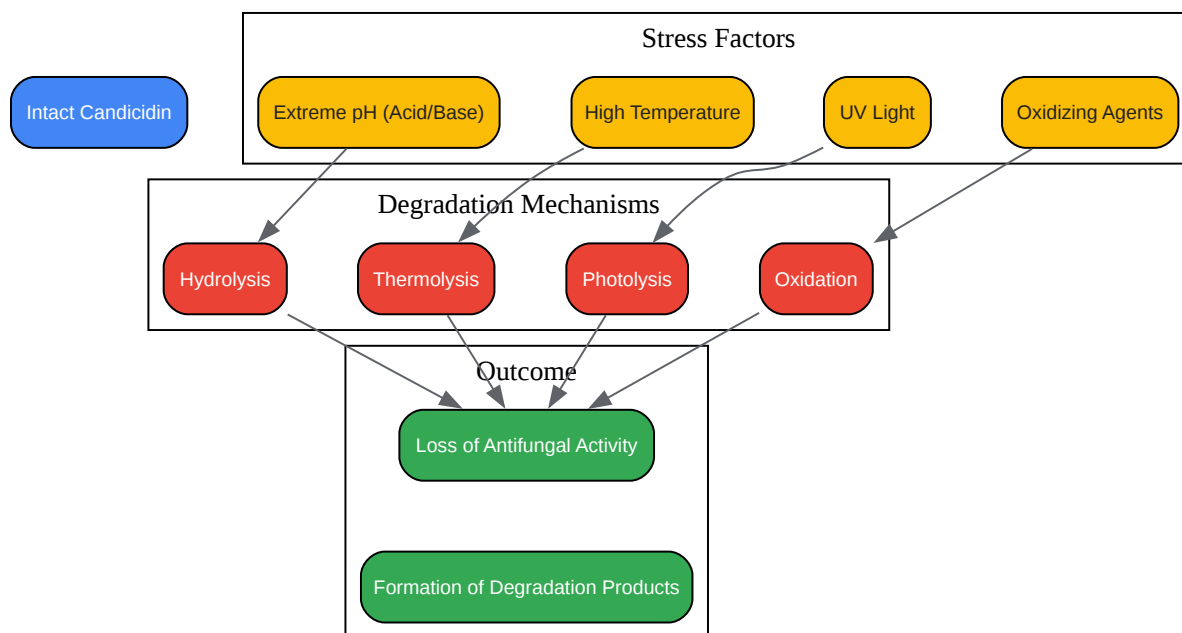 Stress Factors
Intact Candicidin
Extreme pH (Acid/Base)
High Temperature
UV Light
Oxidizing Agents
Degradation Mechanisms
Hydrolysis
Thermolysis
Photolysis
Oxidation
Outcome
Loss of Antifungal Activity
Formation of Degradation Products